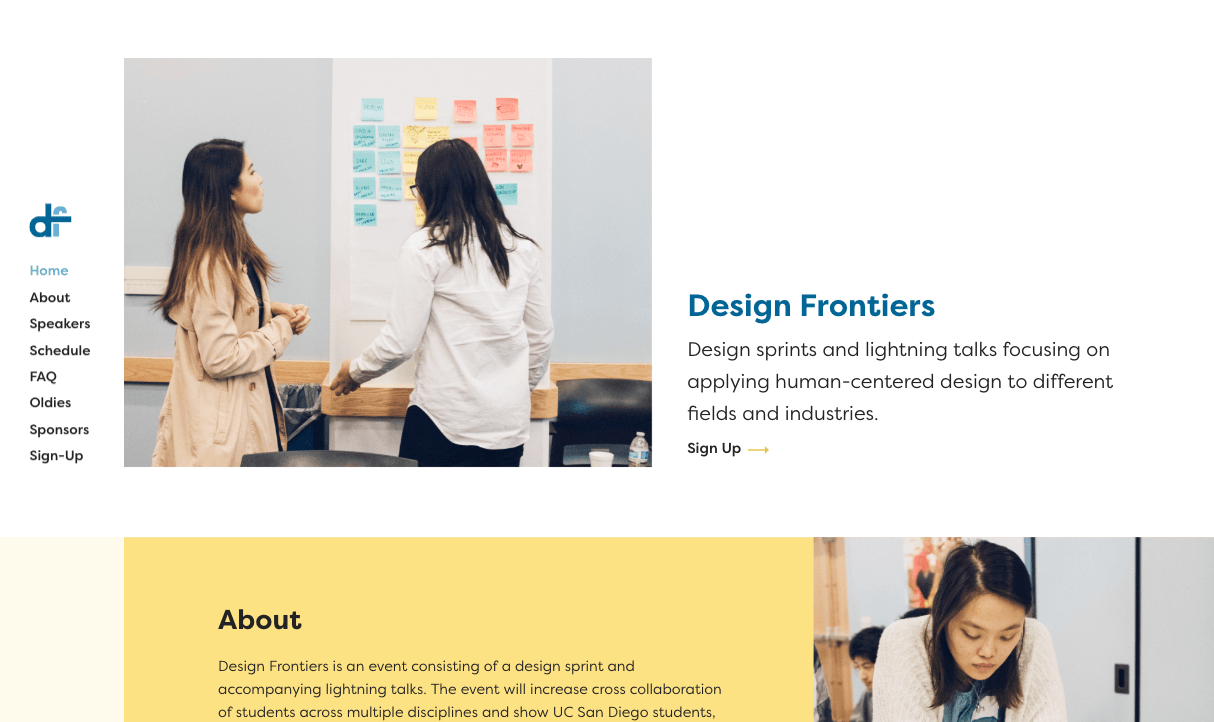 df
Home
About
Speakers
Schedule
FAQ
Oldies
Sponsors
Sign-Up
Design Frontiers
Design sprints and lightning talks focusing on
applying human-centered design to different
fields and industries.
Sign Up
About
Design Frontiers is an event consisting of a design sprint and
accompanying lightning talks. The event will increase cross collaboration
of students across multiple disciplines and show UC San Diego students,